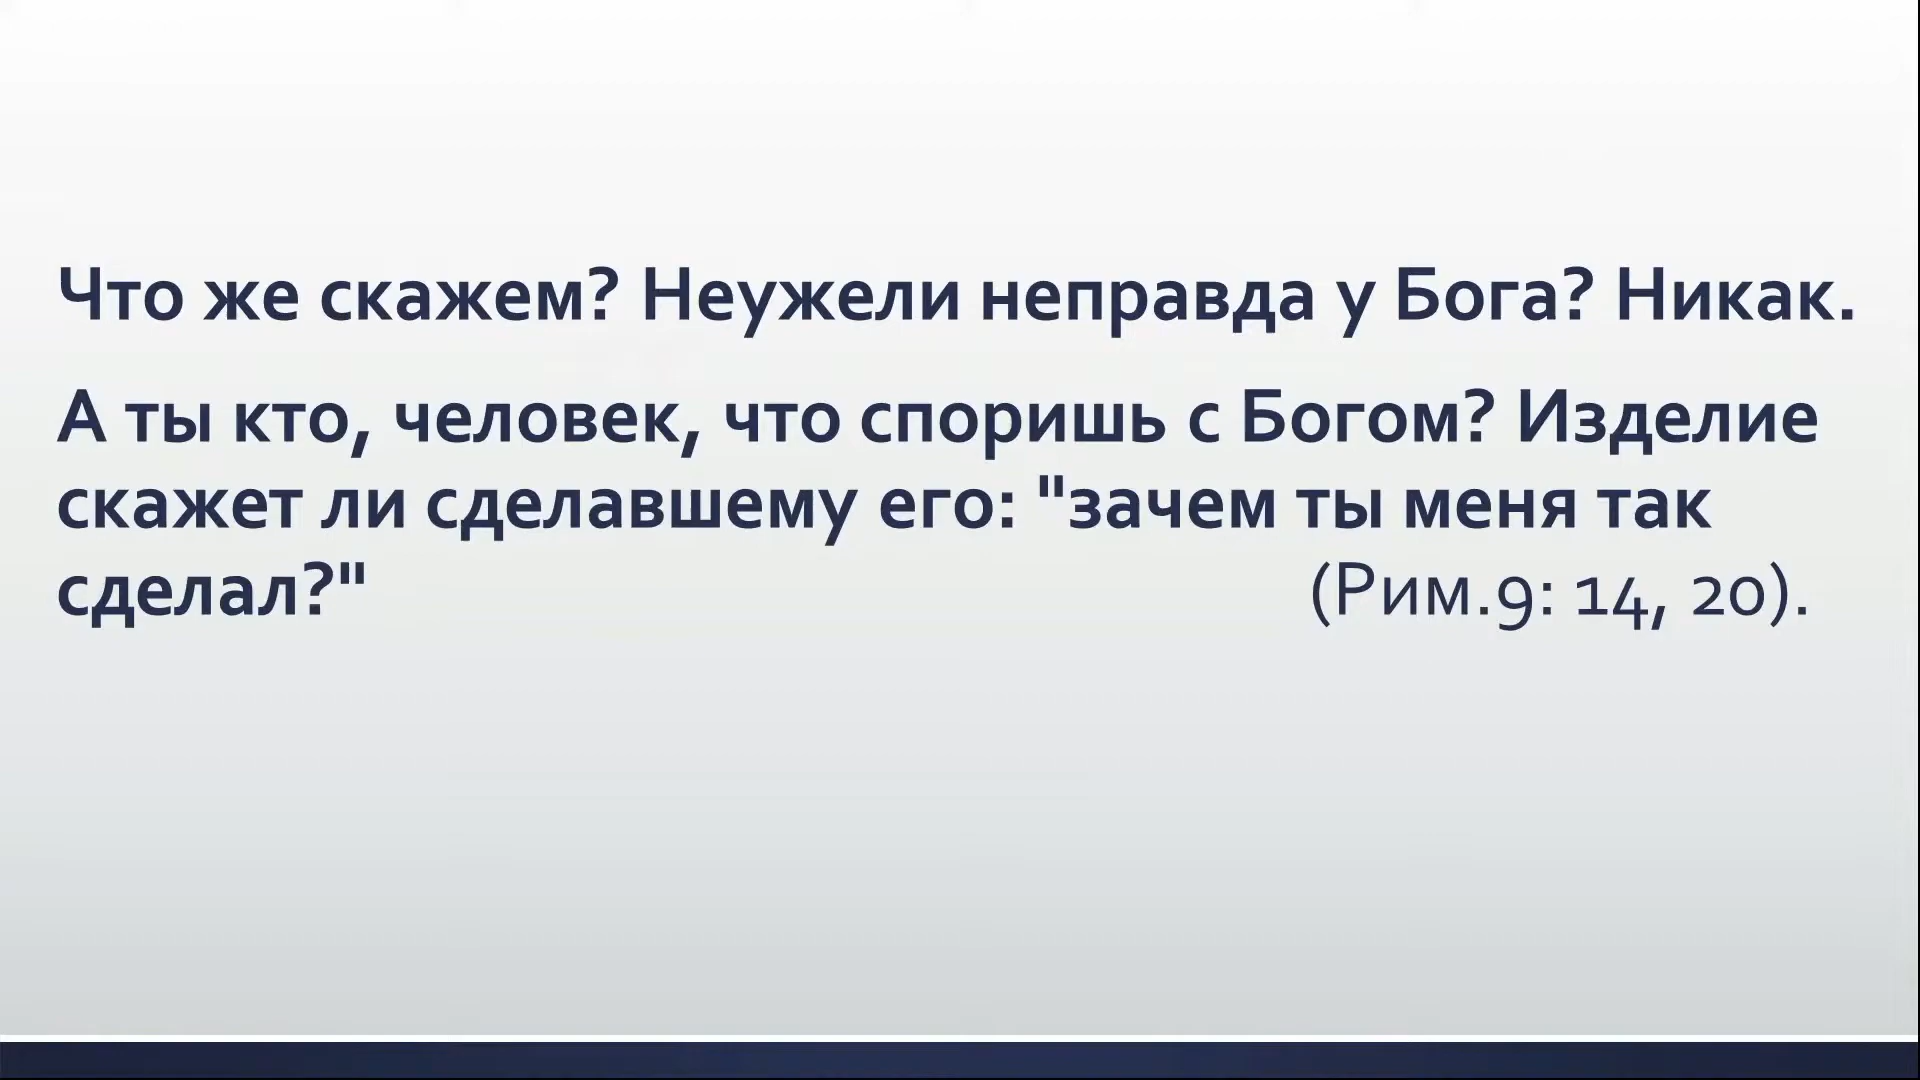 Что же скажем? Неужели неправда у Бога? Никак.
А ты кто, человек, что споришь с Богом? Изделие
скажет ли сделавшему его: "зачем ты меня так
сделал?" (Рим.9: 14, 20).